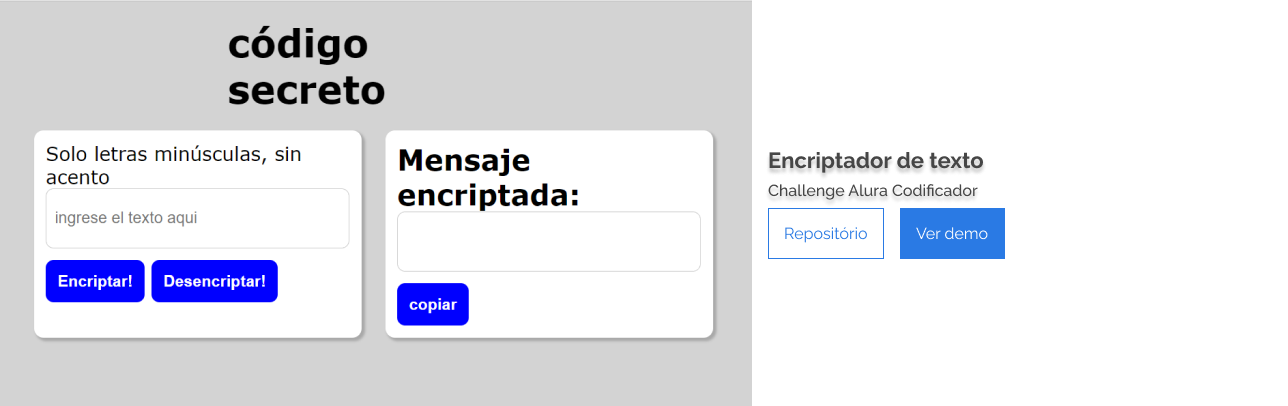 código
secreto
Solo letras minúsculas, sin
acento
ingrese el texto aqui
Encriptar!
Desencriptar!
Mensaje
encriptada:
copiar
Encriptador de texto
Challenge Alura Codificador
Repositório
Ver demo